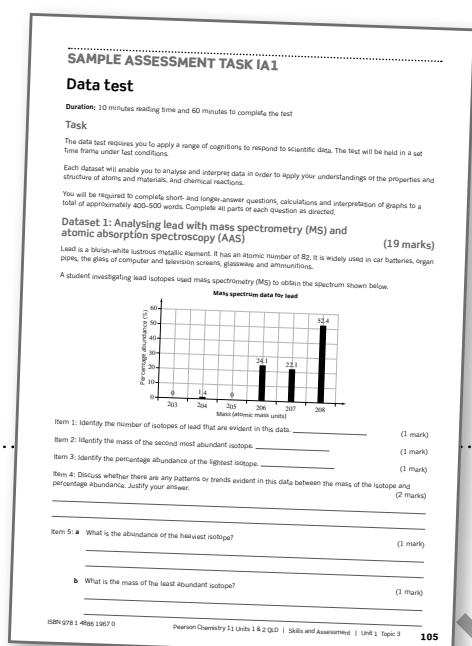 SAMPLE ASSESSMENT TASK IA1
Data test
Duration: 10 minutes reading time and 60 minutes to complete the test
Task
The data test requires you to apply a range of cognitions to respond to scientific data. The test will be held in a set
time frame under test conditions.
Each dataset will enable you to analyse and interpret data in order to apply your understandings of the properties and
structure of atoms and materials, and chemical reactions.
You will be required to complete short- and longer-answer questions, calculations and interpretation of graphs to a
total of approximately 400–500 words. Complete all parts of each question as directed.
Dataset 1: Analysing lead with mass spectrometry (MS) and
atomic absorption spectroscopy (AAS) (19 marks)
Lead is a bluish-white lustrous metallic element. It has an atomic number of 82. It is widely used in car batteries, organ
pipes, the glass of computer and television screens, glassware and ammunitions.
A student investigating lead isotopes used mass spectrometry (MS) to obtain the spectrum shown below.
Mass spectrum data for lead
Percentage abundance (%)
60
50
40
30
20
10
0
0 1.4 0 24.1 22.1 52.4
203 204 205 206 207 208
Mass (atomic mass units)
Item 1: Identify the number of isotopes of lead that are evident in this data. (1 mark)
Item 2: Identify the mass of the second most abundant isotope. (1 mark)
Item 3: Identify the percentage abundance of the lightest isotope. (1 mark)
Item 4: Discuss whether there are any patterns or trends evident in this data between the mass of the isotope and
percentage abundance. Justify your answer. (2 marks)
Item 5: a What is the abundance of the heaviest isotope? (1 mark)
b What is the mass of the least abundant isotope? (1 mark)
ISBN 978 1 4886 1967 0 Pearson Chemistry 11 Units 1 & 2 QLD | Skills and Assessment | Unit 1 Topic 3 105